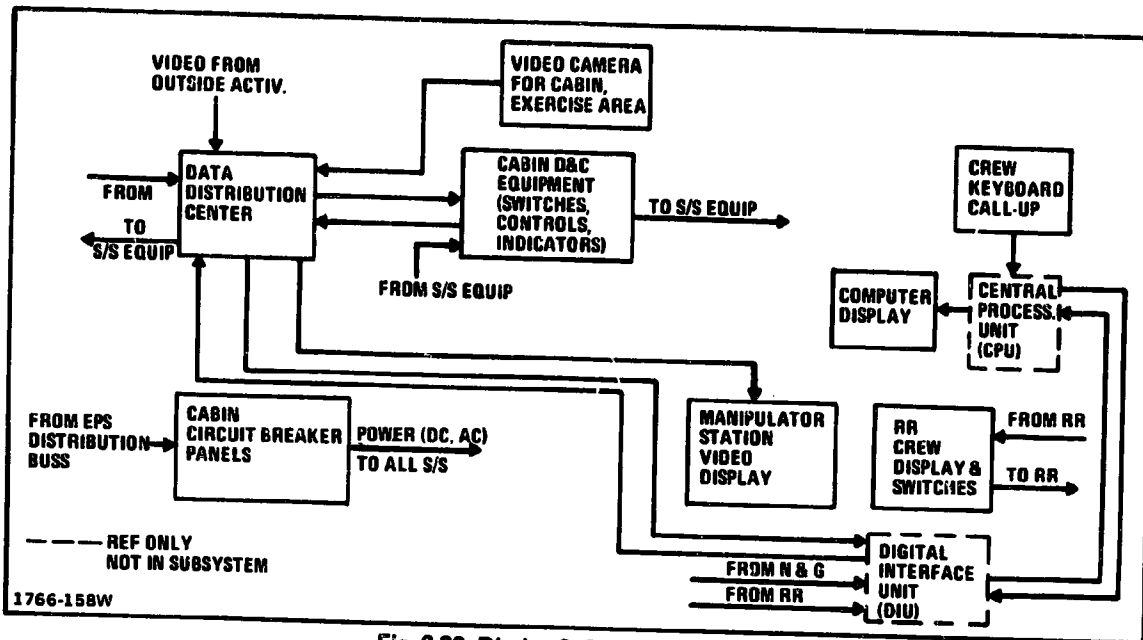 VIDEO FROM
OUTSIDE ACTIV.
VIDEO CAMERA
FOR CABIN,
EXERCISE AREA
DATA
DISTRIBUTION
CENTER
FROM
TO
S/S EQUIP
CABIN D&C
EQUIPMENT
(SWITCHES,
CONTROLS,
INDICATORS)
TO S/S EQUIP
FROM S/S EQUIP
CREW
KEYBOARD
CALL-UP
COMPUTER
DISPLAY
CENTRAL
PROCESS.
UNIT
(CPU)
FROM EPS
DISTRIBUTION
BUSS
CABIN
CIRCUIT BREAKER
PANELS
POWER (DC, AC)
TO ALL S/S
MANIPULATOR
STATION
VIDEO
DISPLAY
RR
CREW
DISPLAY &
SWITCHES
FROM RR
TO RR
REF ONLY
NOT IN SUBSYSTEM
FROM N & G
FROM RR
DIGITAL
INTERFACE
UNIT
(DIU)
1766-158W